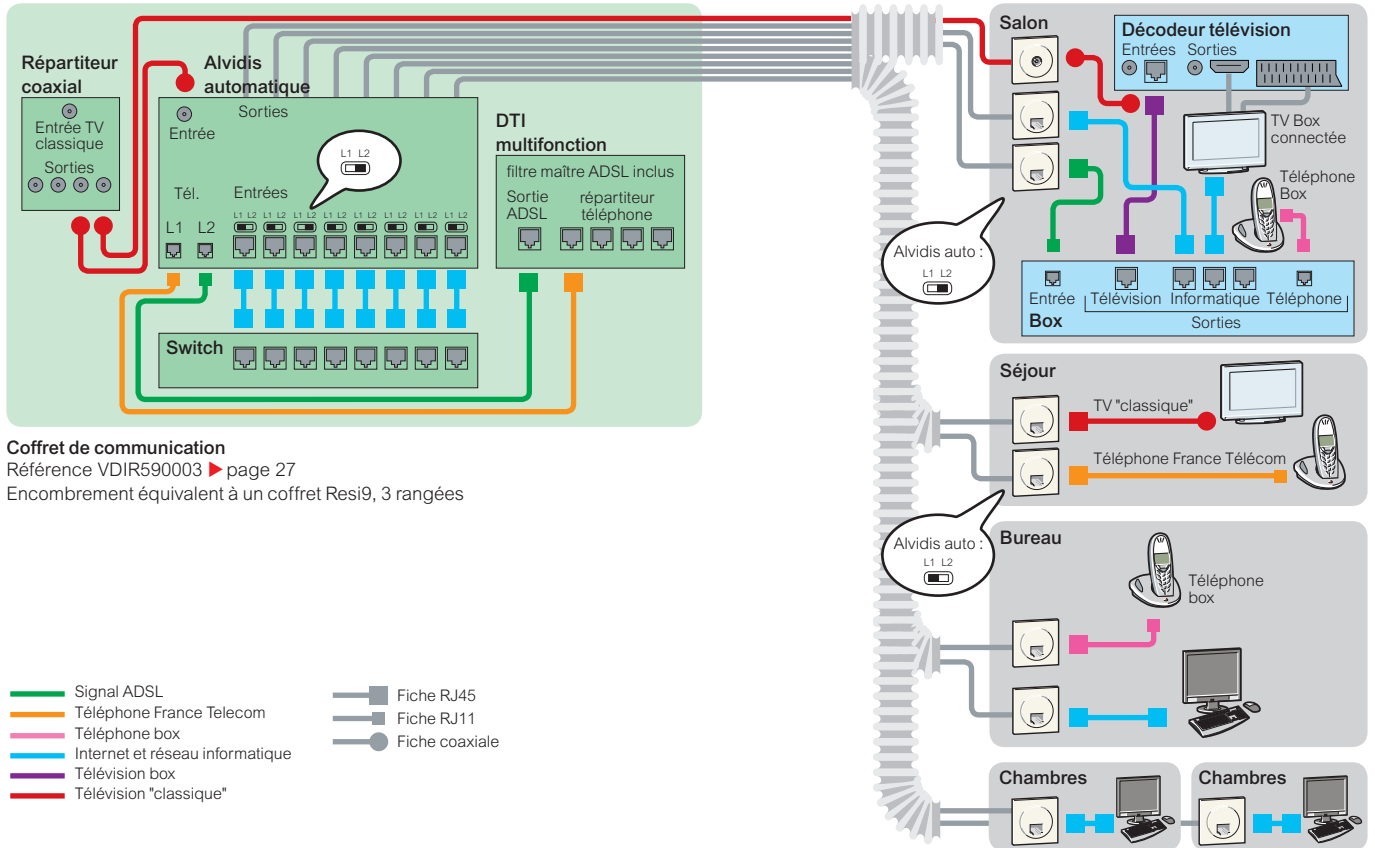 Répartiteur
coaxial
Entrée TV
classique
Sorties
Alvidis
automatique
Entrée
Sorties
Tél.
L1 L2
Entrées
L1 L2
L1 L2 L1 L2 L1 L2 L1 L2 L1 L2 L1 L2 L1 L2 L1 L2
DTI
multifonction
filtre maître ADSL inclus
Sortie
ADSL
répartiteur
téléphone
Switch
Coffret de communication
Référence VDIR590003 ▶ page 27
Encombrement équivalent à un coffret Resi9, 3 rangées
Signal ADSL
Téléphone France Telecom
Téléphone box
Internet et réseau informatique
Télévision box
Télévision "classique"
Fiche RJ45
Fiche RJ11
Fiche coaxiale
Salon
Décodeur télévision
Entrées Sorties
TV Box
connectée
Téléphone
Box
Alvidis auto :
L1 L2
Entrée
Télévision Informatique Téléphone
Box
Sorties
Séjour
TV "classique"
Téléphone France Télécom
Alvidis auto :
L1 L2
Bureau
Téléphone
box
Chambres
Chambres